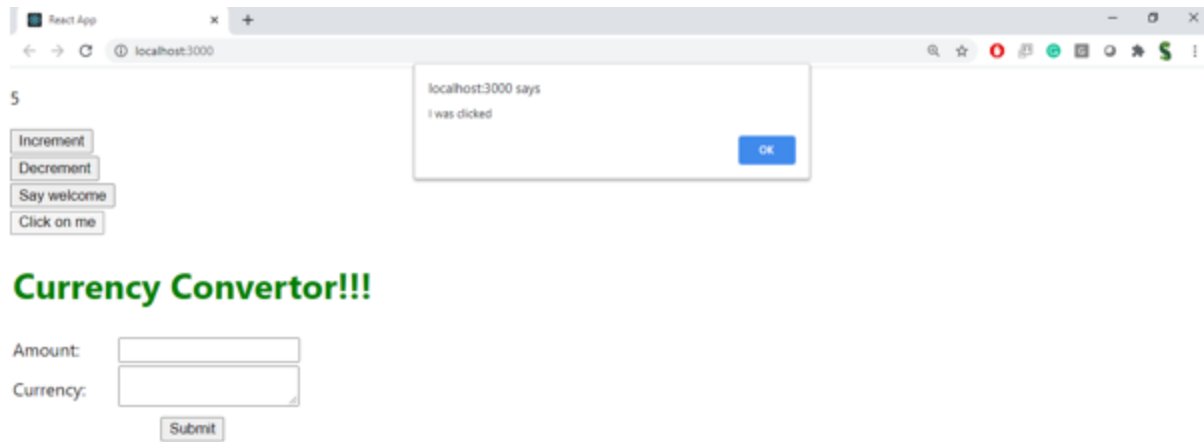 React App
localhost:3000
localhost:3000 says
I was clicked
OK
5
Increment
Decrement
Say welcome
Click on me
Currency Convertor!!!
Amount:
Currency:
Submit